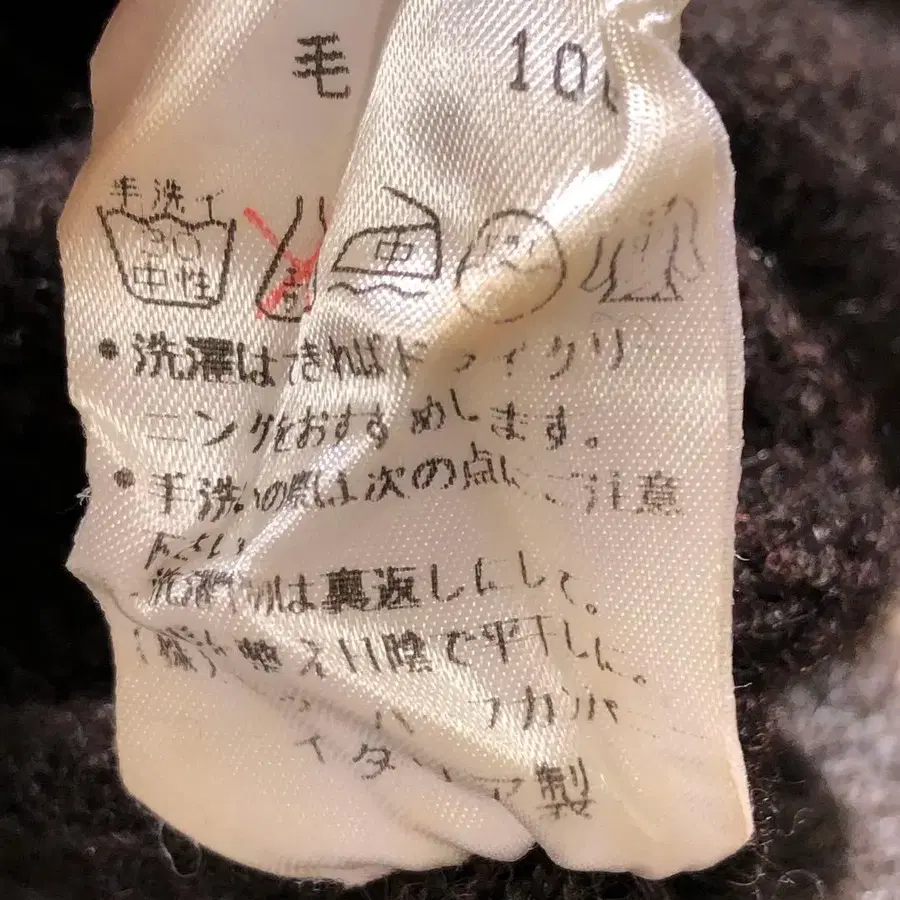 毛 10
手洗イ
30
中性
中
• 洗濯はできればドライクリ
ニングをおすすめします。
• 手洗いの際は次の点にご注意
下さい
洗濯は裏返しにして。
形を整え日陰で平干しに。
イタリア製